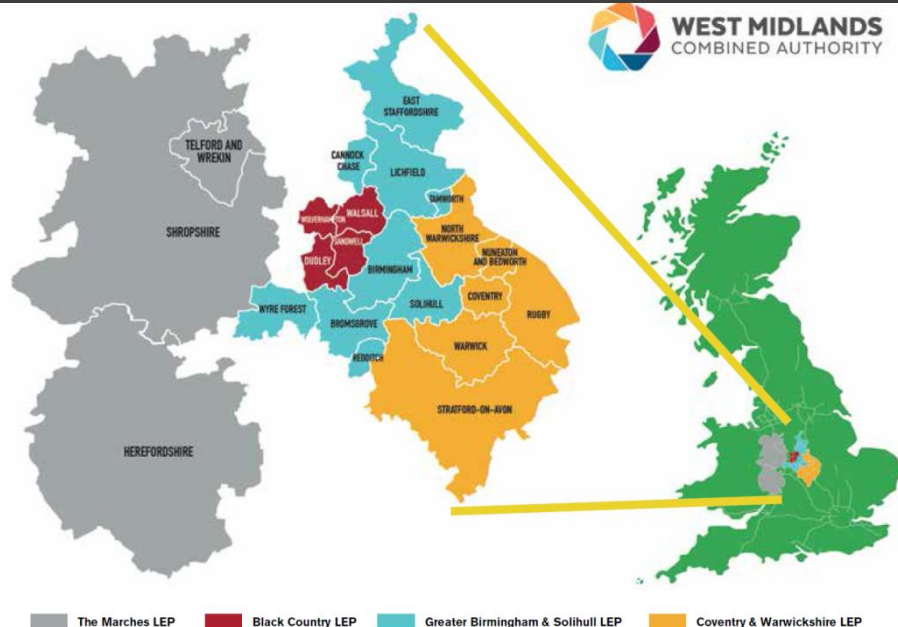 WEST MIDLANDS
COMBINED AUTHORITY
EAST
STAFFORDSHIRE
TELFORD AND
WREKIN
CANNOCK
CHASE
LICHFIELD
TAMWORTH
WOLVERHAMPTON
WALSALL
SHROPSHIRE
NORTH
WARWICKSHIRE
SANDWELL
DUDLEY
NUNEATON
AND BEDWORTH
BIRMINGHAM
COVENTRY
WYRE FOREST
SOLIHULL
RUGBY
BROMSGROVE
WARWICK
REDDITCH
STRATFORD-ON-AVON
HEREFORDSHIRE
The Marches LEP
Black Country LEP
Greater Birmingham & Solihull LEP
Coventry & Warwickshire LEP